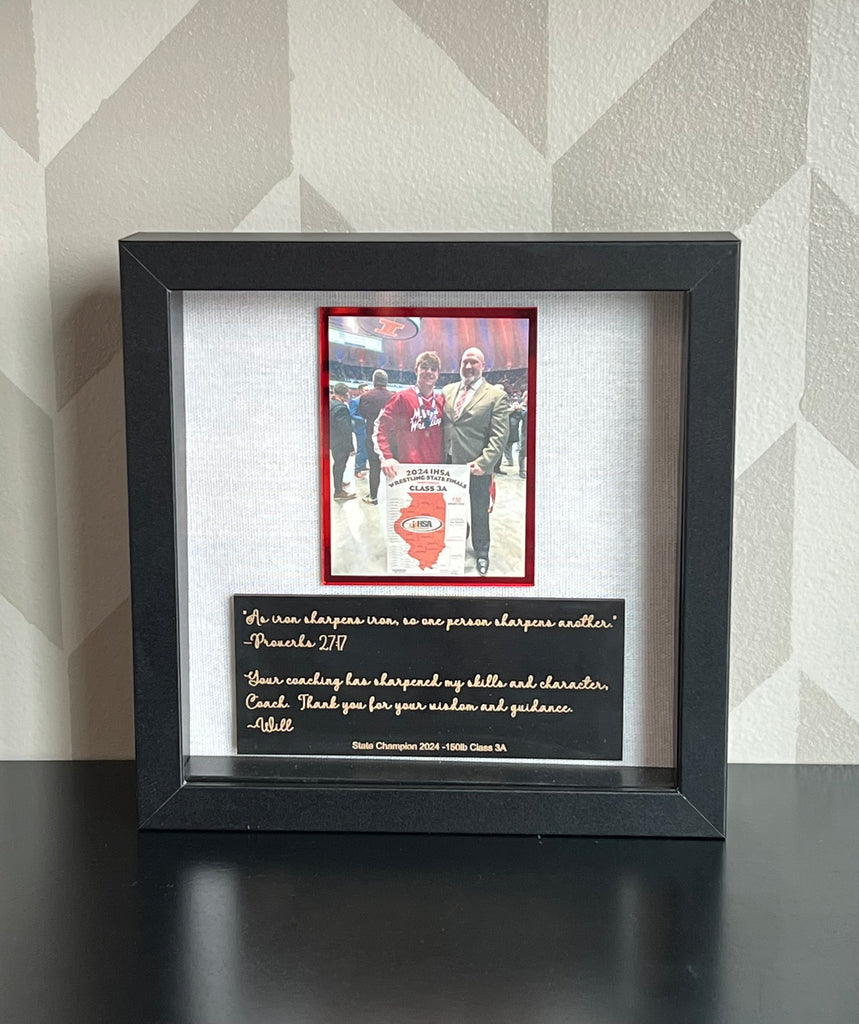 I
2024 IHSA
WRESTLING STATE FINALS
CLASS 3A
IHSA
"As iron sharpens iron, so one person sharpens another."
~Proverbs 27:17
Your coaching has sharpened my skills and character,
Coach. Thank you for your wisdom and guidance.
~Will
State Champion 2024 -150lb Class 3A